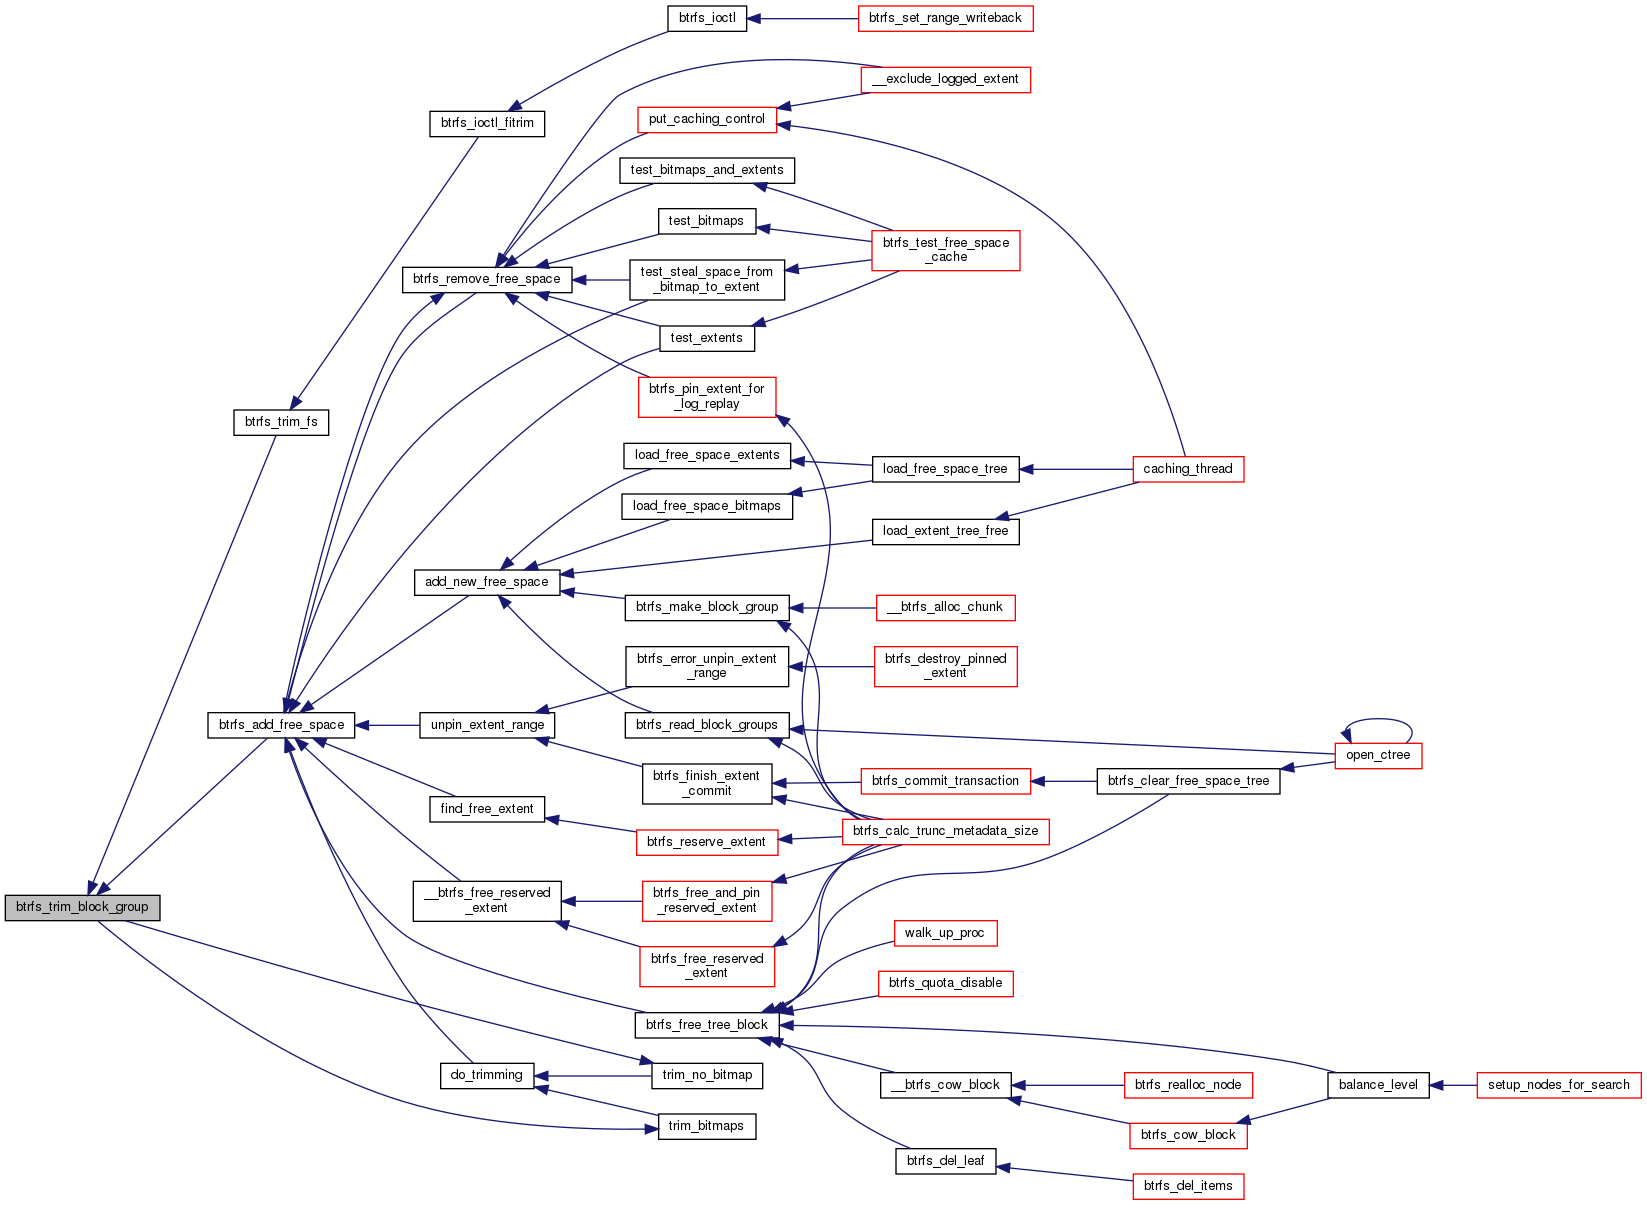 btrfs_ioctl
btrfs_set_range_writeback
__exclude_logged_extent
btrfs_ioctl_fitrim
put_caching_control
test_bitmaps_and_extents
test_bitmaps
btrfs_test_free_space
_cache
btrfs_remove_free_space
test_steal_space_from
_bitmap_to_extent
test_extents
btrfs_pin_extent_for
_log_replay
btrfs_trim_fs
load_free_space_extents
load_free_space_tree
caching_thread
load_free_space_bitmaps
load_extent_tree_free
add_new_free_space
btrfs_make_block_group
__btrfs_alloc_chunk
btrfs_error_unpin_extent
_range
btrfs_destroy_pinned
_extent
btrfs_add_free_space
unpin_extent_range
btrfs_read_block_groups
open_ctree
btrfs_finish_extent
_commit
btrfs_commit_transaction
btrfs_clear_free_space_tree
find_free_extent
btrfs_reserve_extent
btrfs_calc_trunc_metadata_size
btrfs_trim_block_group
__btrfs_free_reserved
_extent
btrfs_free_and_pin
_reserved_extent
walk_up_proc
btrfs_free_reserved
_extent
btrfs_quota_disable
btrfs_free_tree_block
do_trimming
trim_no_bitmap
__btrfs_cow_block
btrfs_realloc_node
balance_level
setup_nodes_for_search
trim_bitmaps
btrfs_cow_block
btrfs_del_leaf
btrfs_del_items